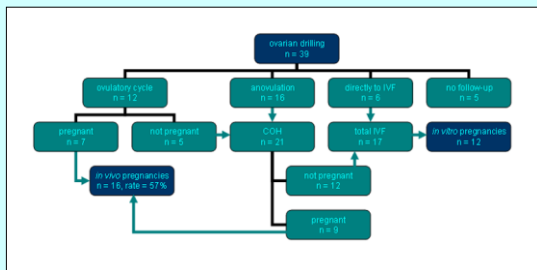 ovarian drilling
n = 39
ovulatory cycle
n = 12
anovulation
n = 16
directly to IVF
n = 6
no follow-up
n = 5
pregnant
n = 7
not pregnant
n = 5
COH
n = 21
total IVF
n = 17
in vitro pregnancies
n = 12
in vivo pregnancies
n = 16, rate = 57%
not pregnant
n = 12
pregnant
n = 9